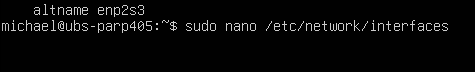 altname enp2s3
michael@ubs-parp405:~$ sudo nano /etc/network/interfaces